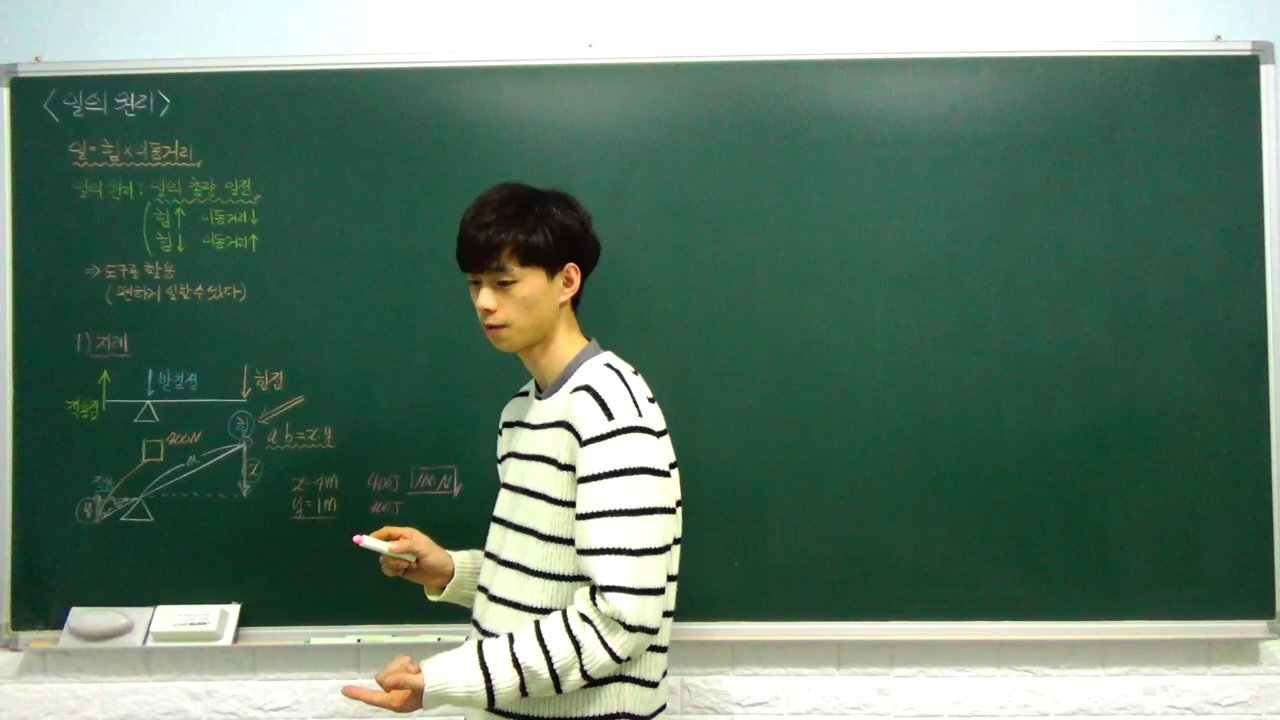 <일의 원리>
일 = 힘 × 이동거리
일의 원리 : 일의 총량 일정
힘↑ 이동거리↓
힘↓ 이동거리↑
⇒ 도구를 활용
(편하게 일할 수 있다)
1) 지레
받침점
힘점
작용점
힘
400N
a:b=x:y
a
x
작용
y
x=4m 400J 100N
y=1m 400J